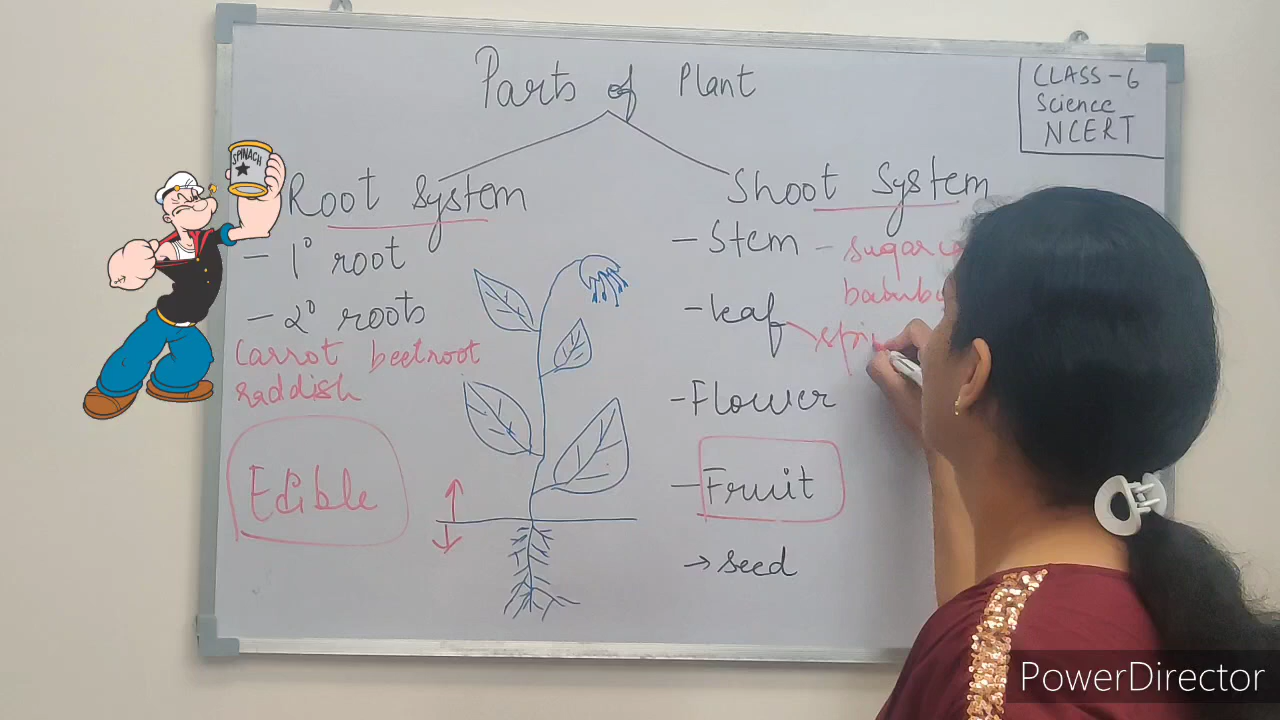 Parts of Plant
CLASS-6
Science
NCERT
SPINACH
Root System
- 1° root
- 2° roots
carrot beetroot
raddish
Edible
Shoot System
- Stem -
- leaf
- Flower
- Fruit
→ seed
PowerDirector